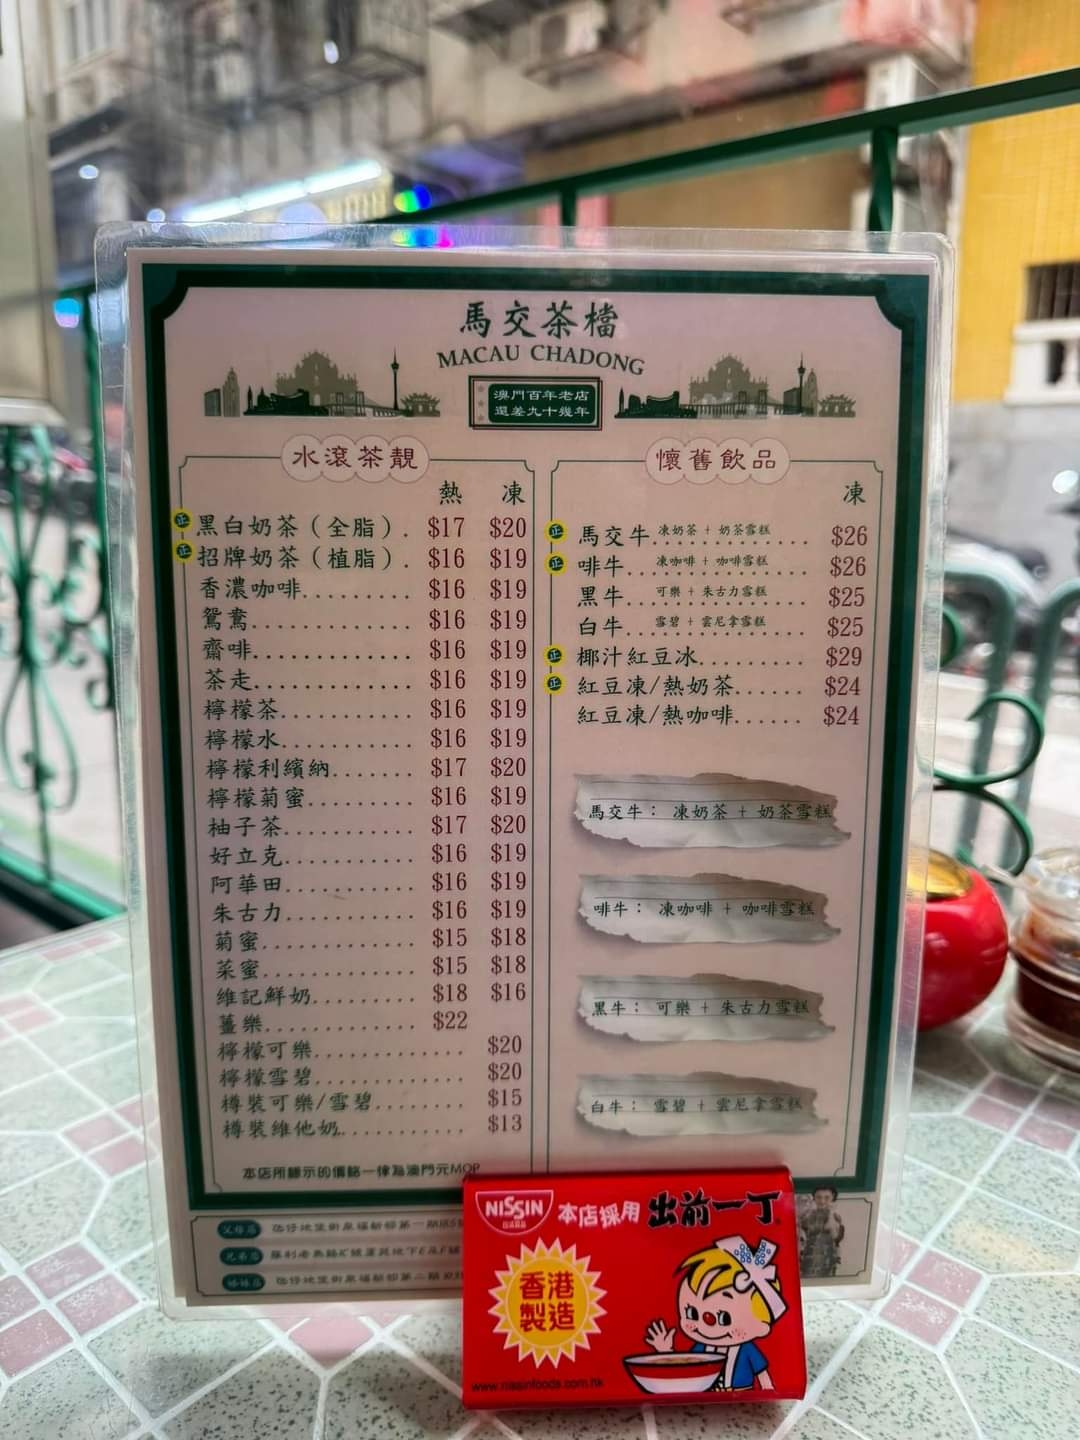 馬交茶檔
MACAU CHADONG
澳門百年老店
還差九十幾年
水滾茶靚
熱 凍
正 黑白奶茶（全脂）. $17 $20
正 招牌奶茶（植脂）. $16 $19
香濃咖啡......... $16 $19
鴛鴦............. $16 $19
齋啡............. $16 $19
茶走............. $16 $19
檸檬茶........... $16 $19
檸檬水........... $16 $19
檸檬利繽納....... $17 $20
檸檬菊蜜......... $16 $19
柚子茶........... $17 $20
好立克........... $16 $19
阿華田........... $16 $19
朱古力........... $16 $19
菊蜜............. $15 $18
菜蜜............. $15 $18
維記鮮奶......... $18 $16
薑樂............. $22
檸檬可樂............. $20
檸檬雪碧............. $20
樽裝可樂/雪碧........ $15
樽裝維他奶........... $13
本店所標示的價銘一律為澳門元MOP
懷舊飲品
凍
正 馬交牛 凍奶茶 + 奶茶雪糕 $26
正 啡牛 凍咖啡 + 咖啡雪糕 $26
黑牛 可樂 + 朱古力雪糕 $25
白牛 雪碧 + 雲尼拿雪糕 $25
正 椰汁紅豆冰......... $29
正 紅豆凍/熱奶茶...... $24
紅豆凍/熱咖啡...... $24
馬交牛： 凍奶茶 + 奶茶雪糕
啡牛： 凍咖啡 + 咖啡雪糕
黑牛： 可樂 + 朱古力雪糕
白牛： 雪碧 + 雲尼拿雪糕
NISSIN
本店採用 出前一丁
香港
製造
www.nissinfoods.com.hk